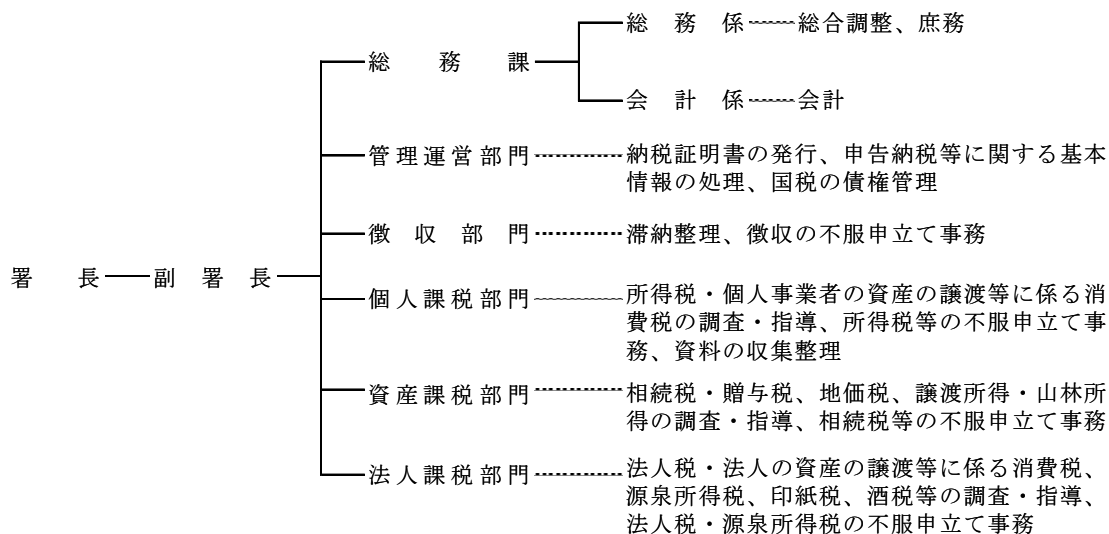 総務係 総合調整、庶務
総務課
会計係 会計
管理運営部門 納税証明書の発行、申告納税等に関する基本
情報の処理、国税の債権管理
徴収部門 滞納整理、徴収の不服申立て事務
署長 副署長
個人課税部門 所得税・個人事業者の資産の譲渡等に係る消
費税の調査・指導、所得税等の不服申立て事
務、資料の収集整理
資産課税部門 相続税・贈与税、地価税、譲渡所得・山林所
得の調査・指導、相続税等の不服申立て事務
法人課税部門 法人税・法人の資産の譲渡等に係る消費税、
源泉所得税、印紙税、酒税等の調査・指導、
法人税・源泉所得税の不服申立て事務